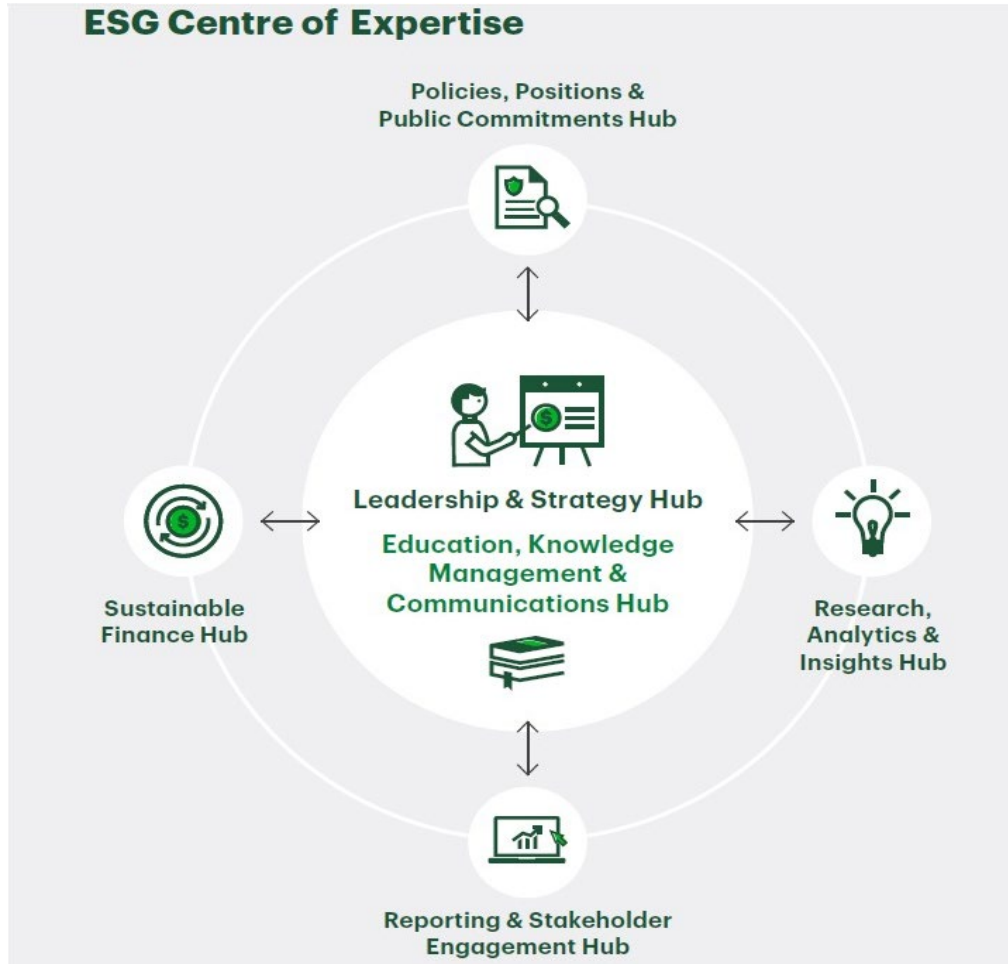 ESG Centre of Expertise
Policies, Positions &
Public Commitments Hub
$
Leadership & Strategy Hub
Education, Knowledge
Management &
Communications Hub
$
Sustainable
Finance Hub
Research,
Analytics &
Insights Hub
Reporting & Stakeholder
Engagement Hub